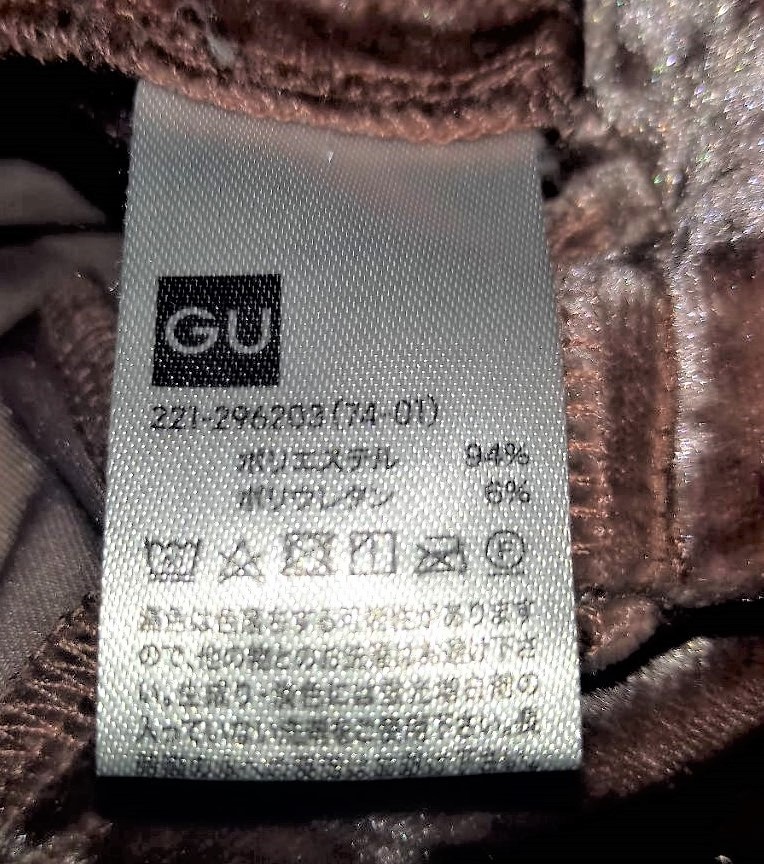 GU
221-296203(74-01)
ポリエステル 94%
ポリウレタン 6%
P
濃色は色落ちする可能性があります
ので、他の物とのお洗濯はお避け下さ
い。生成り・淡色には蛍光増白剤の
入っていない洗剤をご使用下さい。